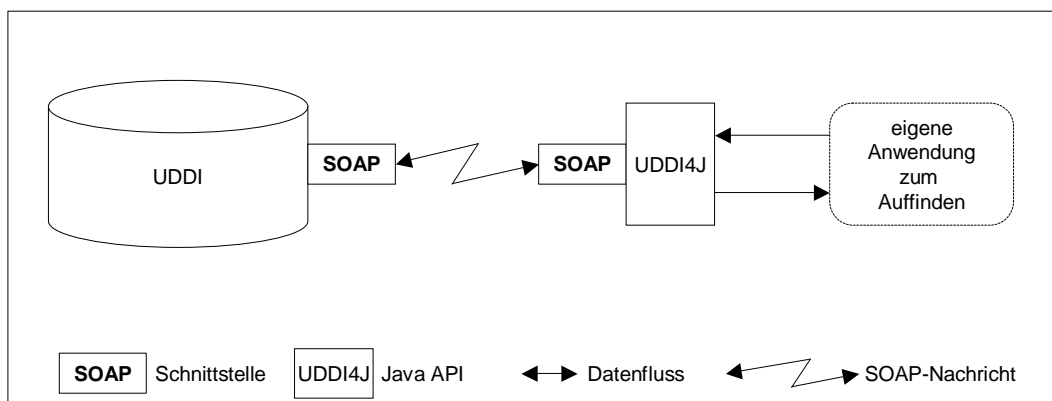 UDDI
SOAP
SOAP
UDDI4J
eigene
Anwendung
zum
Auffinden
SOAP Schnittstelle
UDDI4J Java API
Datenfluss
SOAP-Nachricht